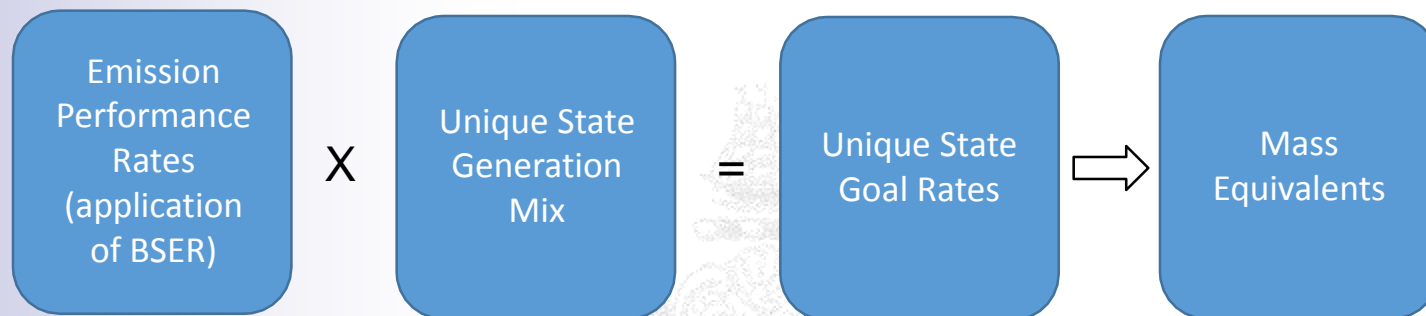 Emission
Performance
Rates
(application
of BSER)
X
Unique State
Generation
Mix
=
Unique State
Goal Rates
Mass
Equivalents